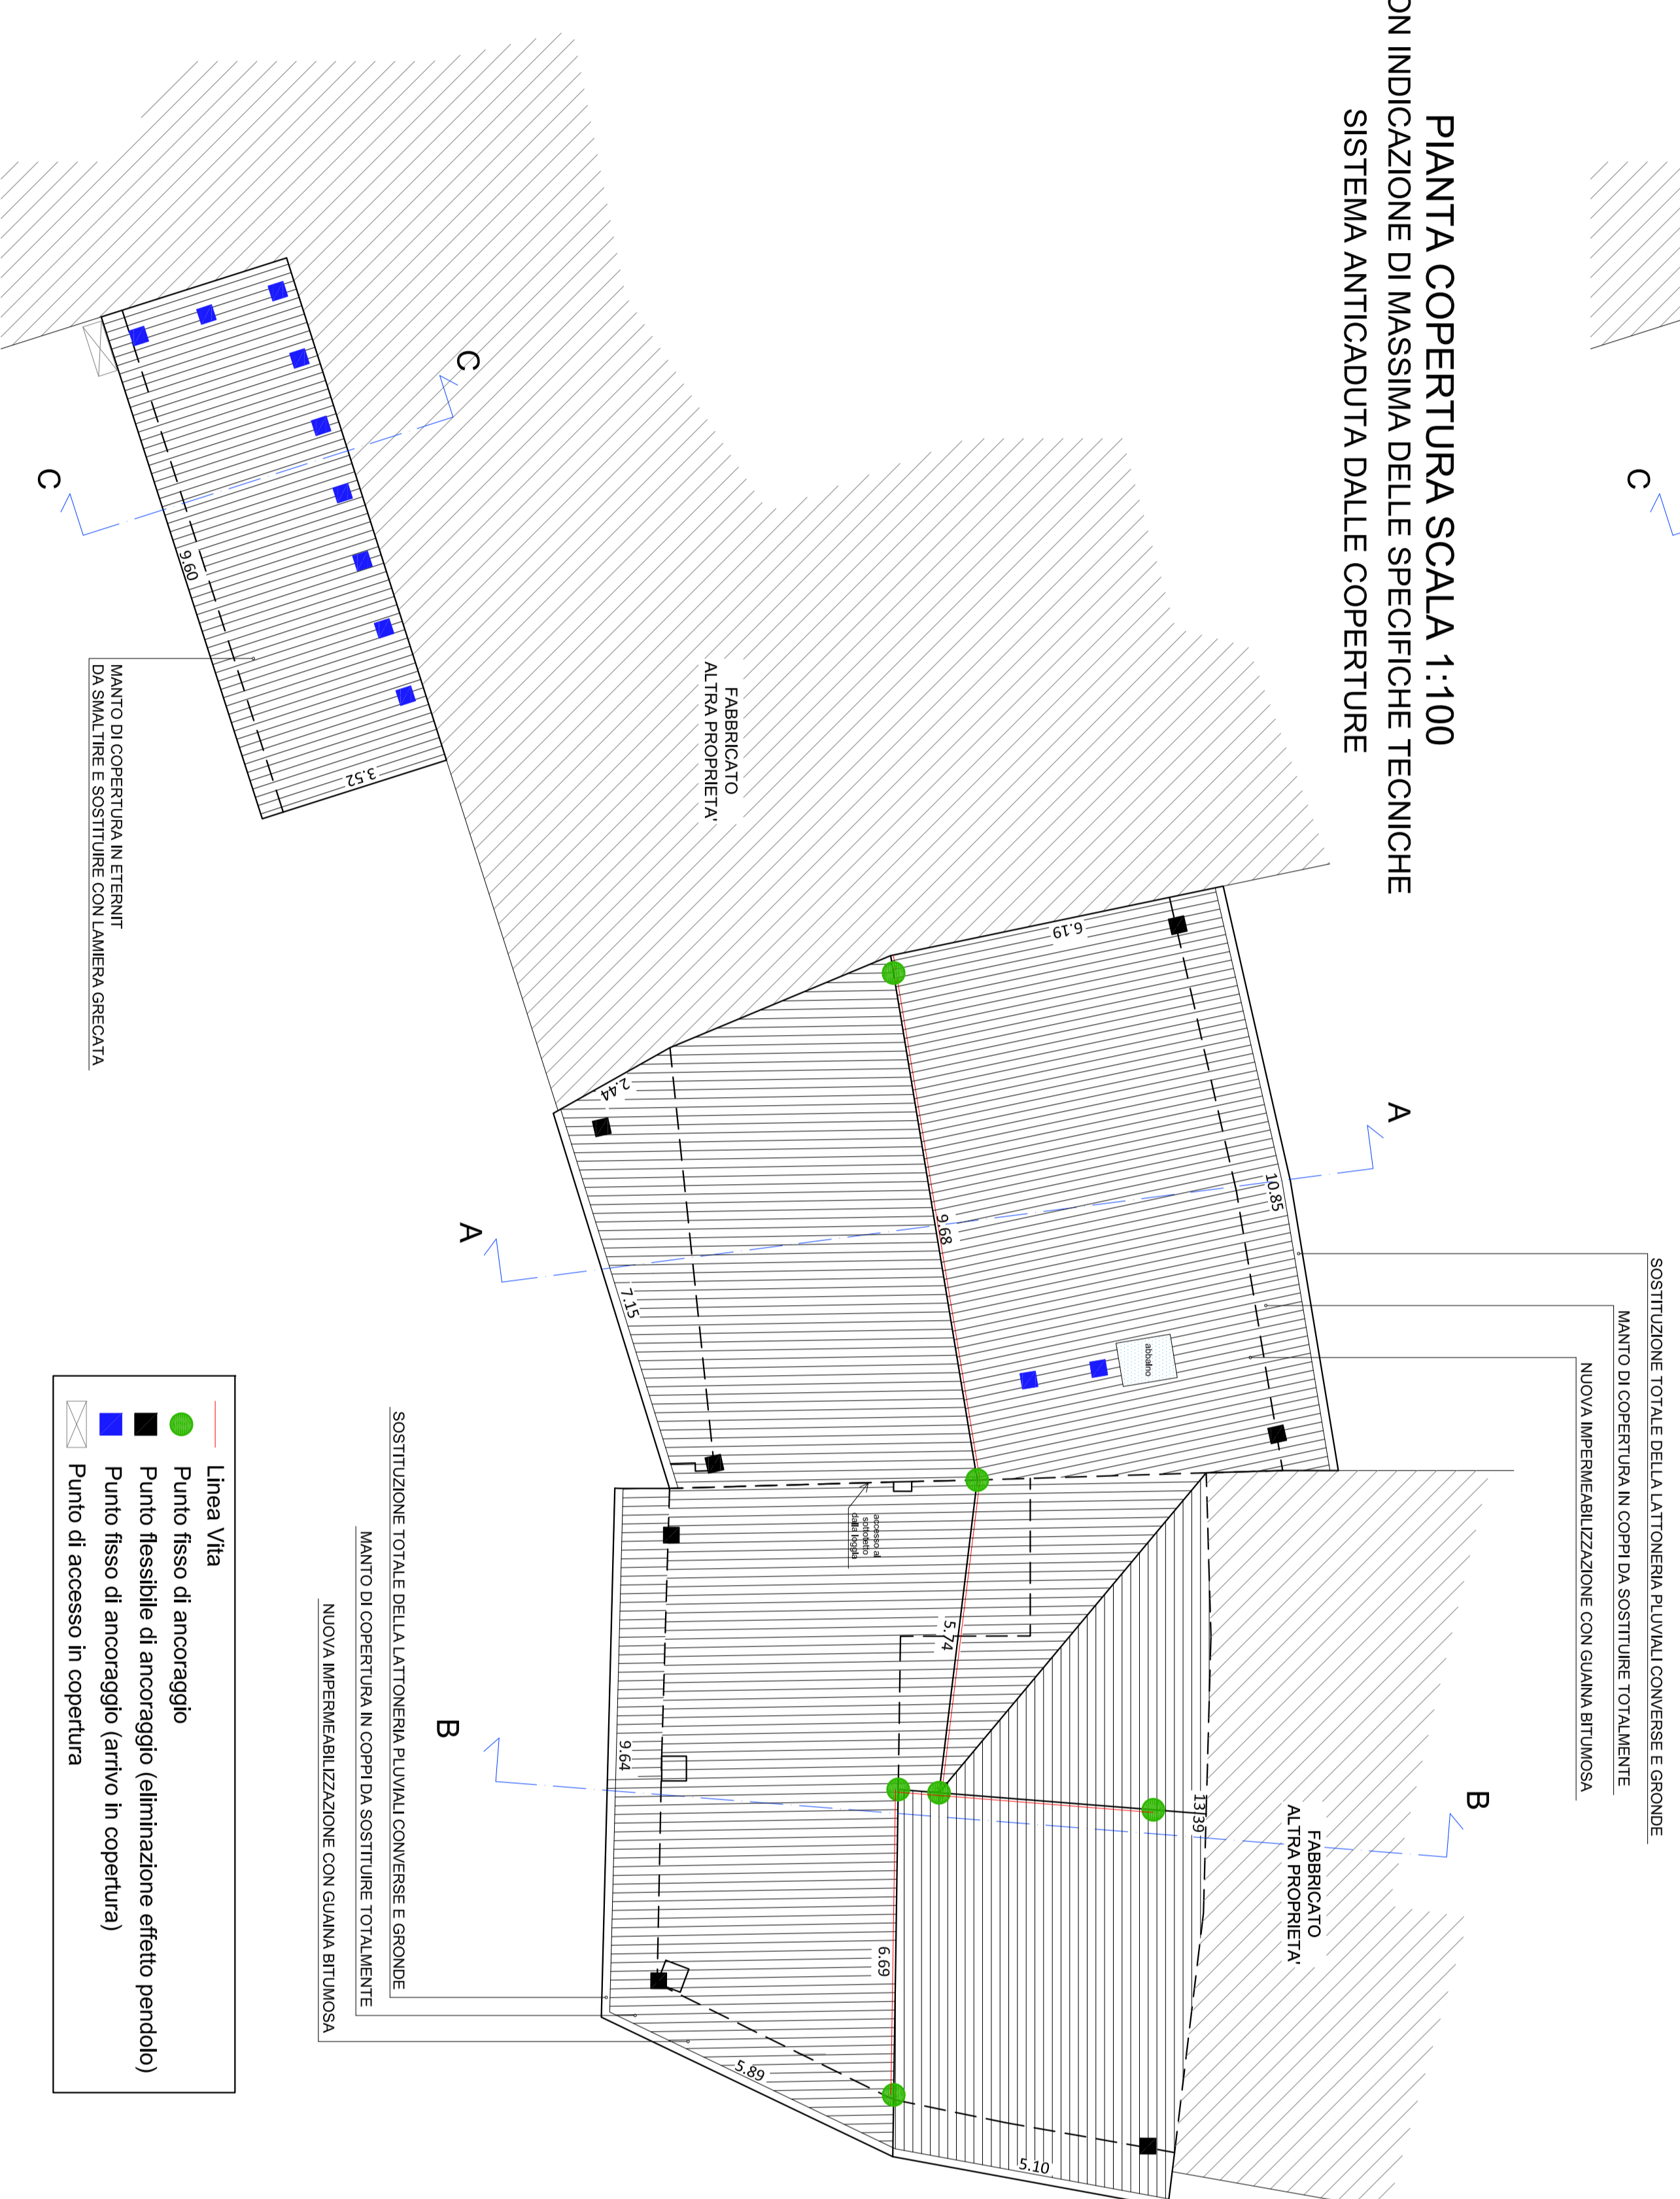 PIANTA COPERTURA SCALA 1:100
ON INDICAZIONE DI MASSIMA DELLE SPECIFICHE TECNICHE
SISTEMA ANTICADUTA DALLE COPERTURE
C
C
C
9.60
3.52
MANTO DI COPERTURA IN ETERNIT
DA SMALTIRE E SOSTITUIRE CON LAMIERA GRECATA
FABBRICATO
ALTRA PROPRIETA'
6.19
2.44
A
A
10.85
9.68
7.15
abbaino
SOSTITUZIONE TOTALE DELLA LATTONERIA PLUVIALI CONVERSE E GRONDE
MANTO DI COPERTURA IN COPPI DA SOSTITUIRE TOTALMENTE
NUOVA IMPERMEABILIZZAZIONE CON GUAINA BITUMOSA
accesso al
sottotetto
dalla loggia
5.74
B
B
9.64
13.39
FABBRICATO
ALTRA PROPRIETA'
6.69
5.89
5.10
SOSTITUZIONE TOTALE DELLA LATTONERIA PLUVIALI CONVERSE E GRONDE
MANTO DI COPERTURA IN COPPI DA SOSTITUIRE TOTALMENTE
NUOVA IMPERMEABILIZZAZIONE CON GUAINA BITUMOSA
Linea Vita
Punto fisso di ancoraggio
Punto flessibile di ancoraggio (eliminazione effetto pendolo)
Punto fisso di ancoraggio (arrivo in copertura)
Punto di accesso in copertura